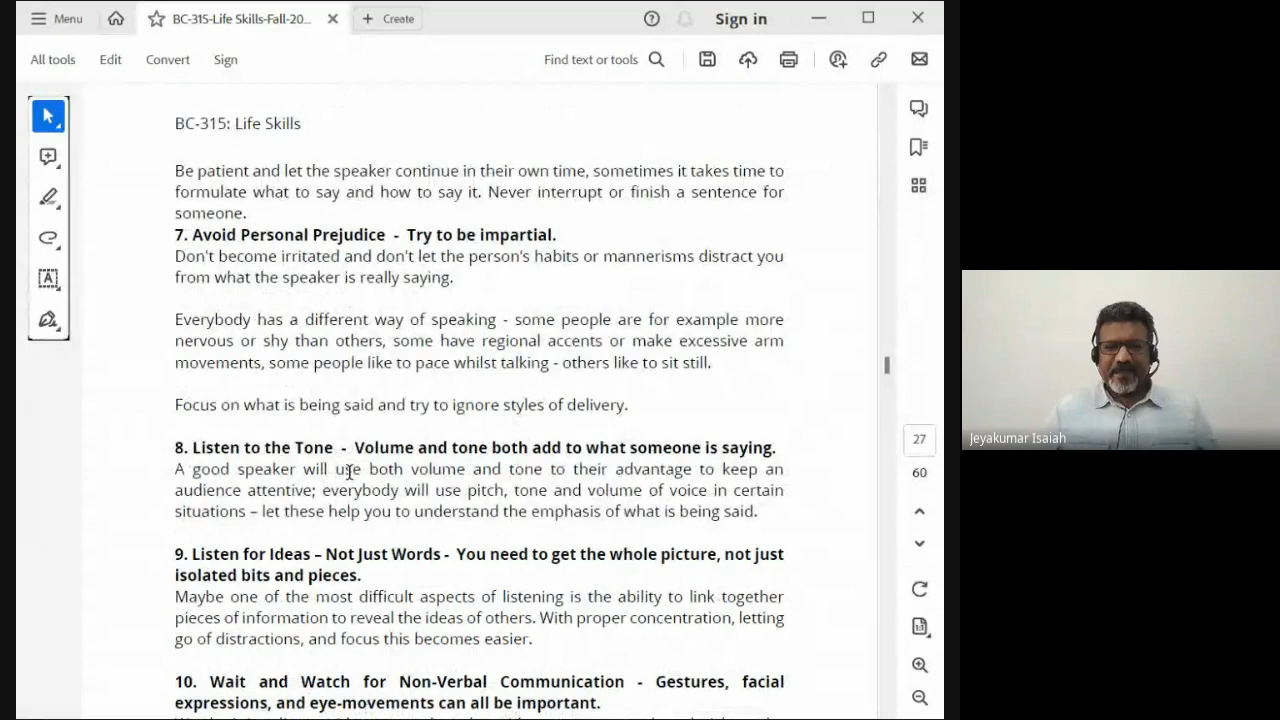 Menu
BC-315-Life Skills-Fall-20...
Create
Sign in
All tools
Edit
Convert
Sign
Find text or tools
BC-315: Life Skills
Be patient and let the speaker continue in their own time, sometimes it takes time to
formulate what to say and how to say it. Never interrupt or finish a sentence for
someone.
7. Avoid Personal Prejudice - Try to be impartial.
Don't become irritated and don't let the person's habits or mannerisms distract you
from what the speaker is really saying.
Everybody has a different way of speaking - some people are for example more
nervous or shy than others, some have regional accents or make excessive arm
movements, some people like to pace whilst talking - others like to sit still.
Focus on what is being said and try to ignore styles of delivery.
8. Listen to the Tone - Volume and tone both add to what someone is saying.
A good speaker will use both volume and tone to their advantage to keep an
audience attentive; everybody will use pitch, tone and volume of voice in certain
situations – let these help you to understand the emphasis of what is being said.
9. Listen for Ideas – Not Just Words - You need to get the whole picture, not just
isolated bits and pieces.
Maybe one of the most difficult aspects of listening is the ability to link together
pieces of information to reveal the ideas of others. With proper concentration, letting
go of distractions, and focus this becomes easier.
10. Wait and Watch for Non-Verbal Communication - Gestures, facial
expressions, and eye-movements can all be important.
27
60
Jeyakumar Isaiah